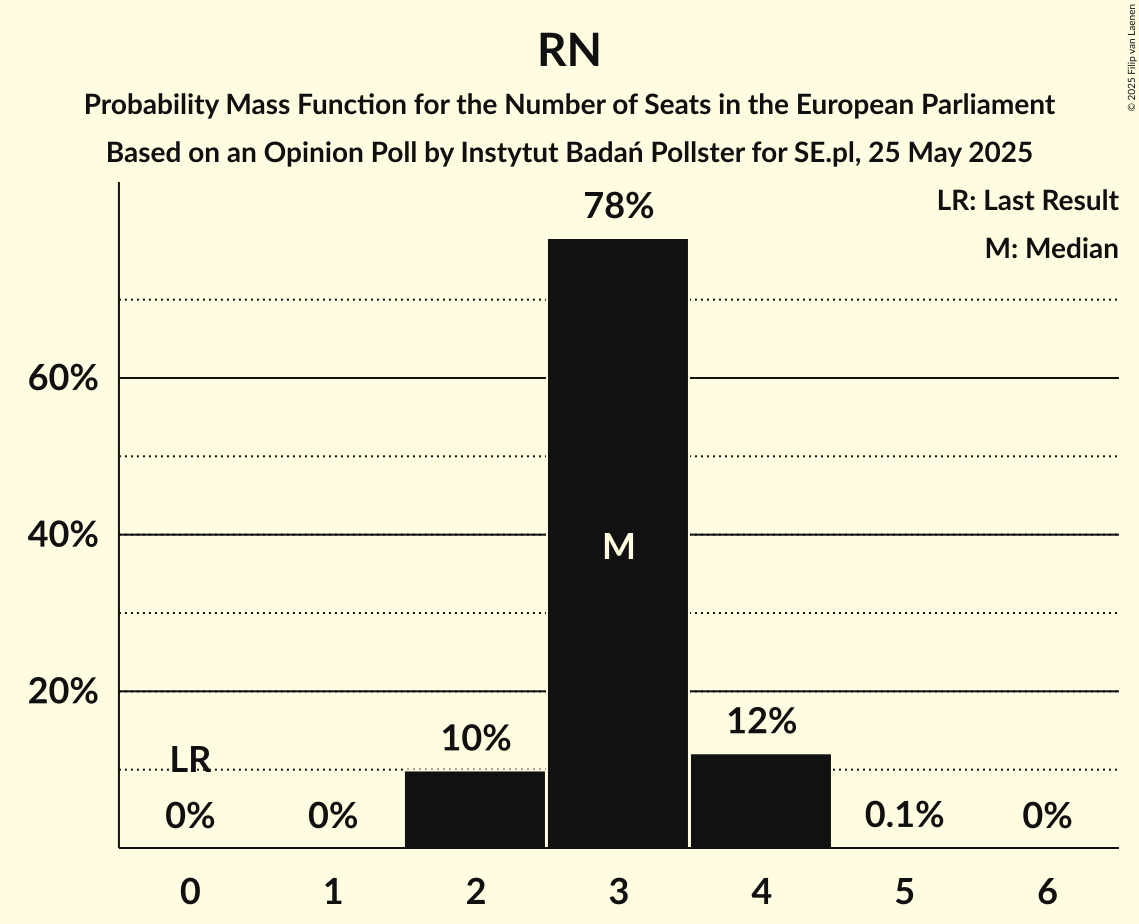 RN
Probability Mass Function for the Number of Seats in the European Parliament
Based on an Opinion Poll by Instytut Badań Pollster for SE.pl, 25 May 2025
© 2025 Filip van Laenen
LR: Last Result
M: Median
78%
60%
40%
20%
M
LR
0%
0%
10%
12%
0.1%
0%
0 1 2 3 4 5 6